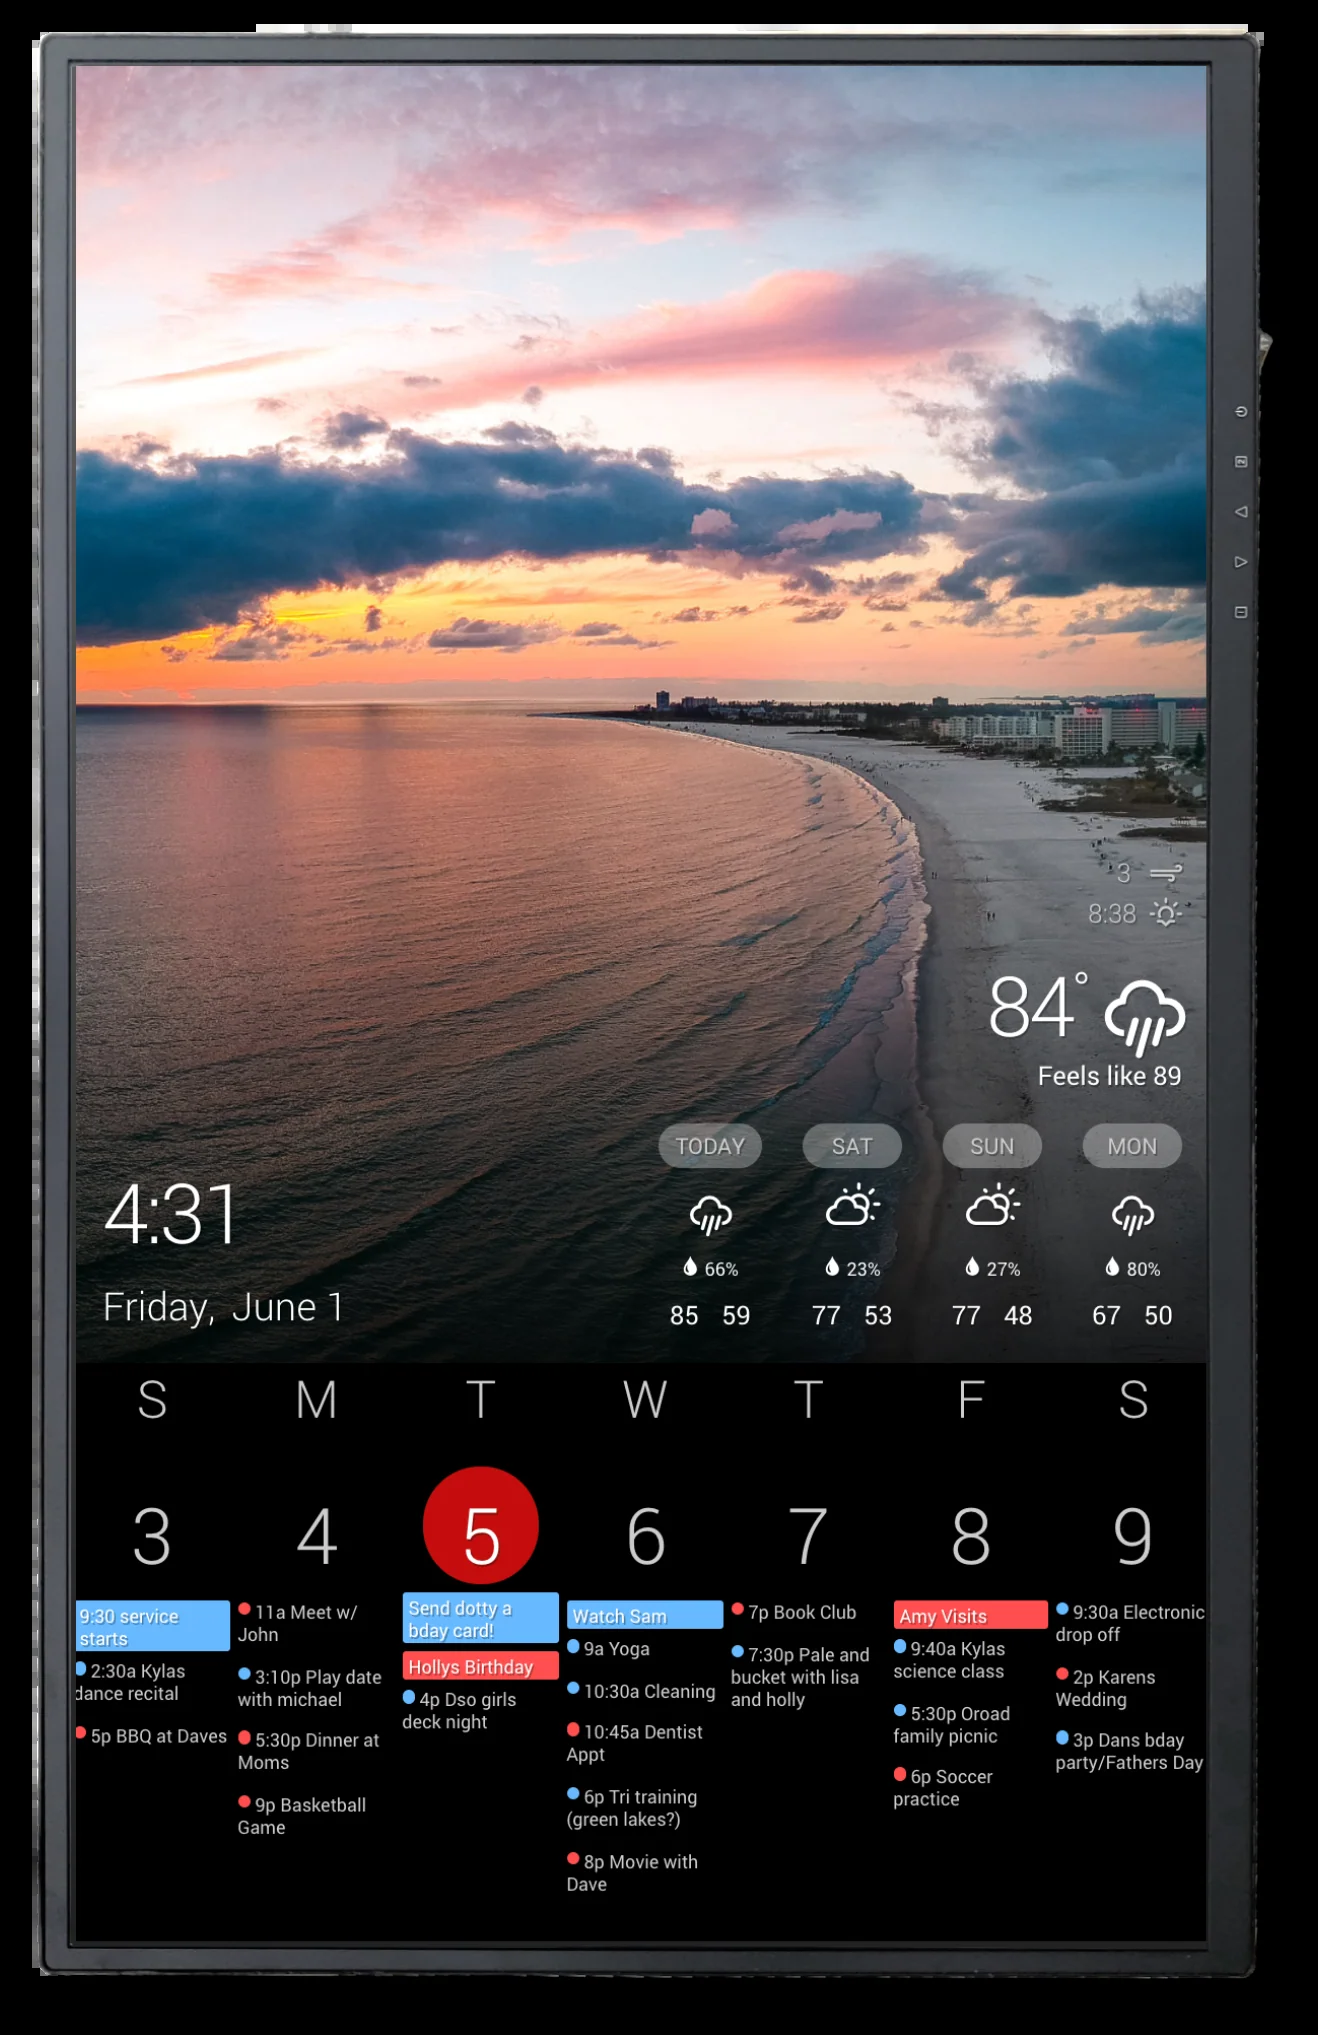 3
8:38
84°
Feels like 89
TODAY SAT SUN MON
66% 23% 27% 80%
85 59 77 53 77 48 67 50
4:31
Friday, June 1
S M T W T F S
3 4 5 6 7 8 9
9:30 service
starts
2:30a Kylas
dance recital
5p BBQ at Daves
11a Meet w/
John
3:10p Play date
with michael
5:30p Dinner at
Moms
9p Basketball
Game
Send dotty a
bday card!
Hollys Birthday
4p Dso girls
deck night
Watch Sam
9a Yoga
10:30a Cleaning
10:45a Dentist
Appt
6p Tri training
(green lakes?)
8p Movie with
Dave
7p Book Club
7:30p Pale and
bucket with lisa
and holly
Amy Visits
9:40a Kylas
science class
5:30p Oroad
family picnic
6p Soccer
practice
9:30a Electronic
drop off
2p Karens
Wedding
3p Dans bday
party/Fathers Day